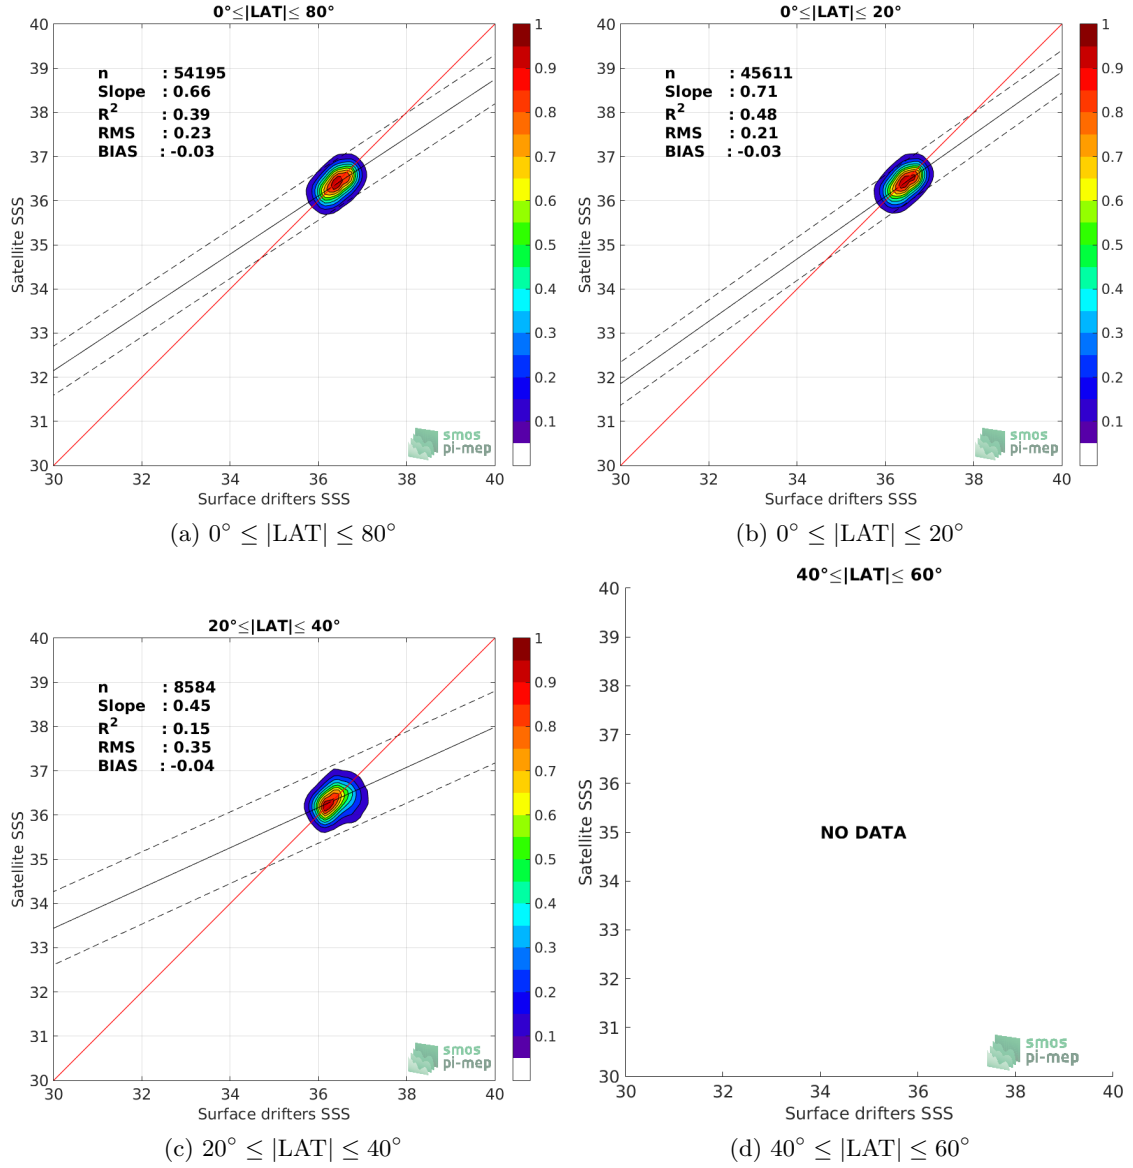 0°≤|LAT|≤ 80°
n : 54195
Slope : 0.66
R2 : 0.39
RMS : 0.23
BIAS : -0.03
40
39
38
37
36
35
34
33
32
31
30
Satellite SSS
30 32 34 36 38 40
Surface drifters SSS
1
0.9
0.8
0.7
0.6
0.5
0.4
0.3
0.2
0.1
smos
pi-mep
(a) 0° ≤ |LAT| ≤ 80°
0°≤|LAT|≤ 20°
n : 45611
Slope : 0.71
R2 : 0.48
RMS : 0.21
BIAS : -0.03
40
39
38
37
36
35
34
33
32
31
30
Satellite SSS
30 32 34 36 38 40
Surface drifters SSS
1
0.9
0.8
0.7
0.6
0.5
0.4
0.3
0.2
0.1
smos
pi-mep
(b) 0° ≤ |LAT| ≤ 20°
20°≤|LAT|≤ 40°
n : 8584
Slope : 0.45
R2 : 0.15
RMS : 0.35
BIAS : -0.04
40
39
38
37
36
35
34
33
32
31
30
Satellite SSS
30 32 34 36 38 40
Surface drifters SSS
1
0.9
0.8
0.7
0.6
0.5
0.4
0.3
0.2
0.1
smos
pi-mep
(c) 20° ≤ |LAT| ≤ 40°
40°≤|LAT|≤ 60°
40
39
38
37
36
35
34
33
32
31
30
Satellite SSS
NO DATA
30 32 34 36 38 40
Surface drifters SSS
smos
pi-mep
(d) 40° ≤ |LAT| ≤ 60°